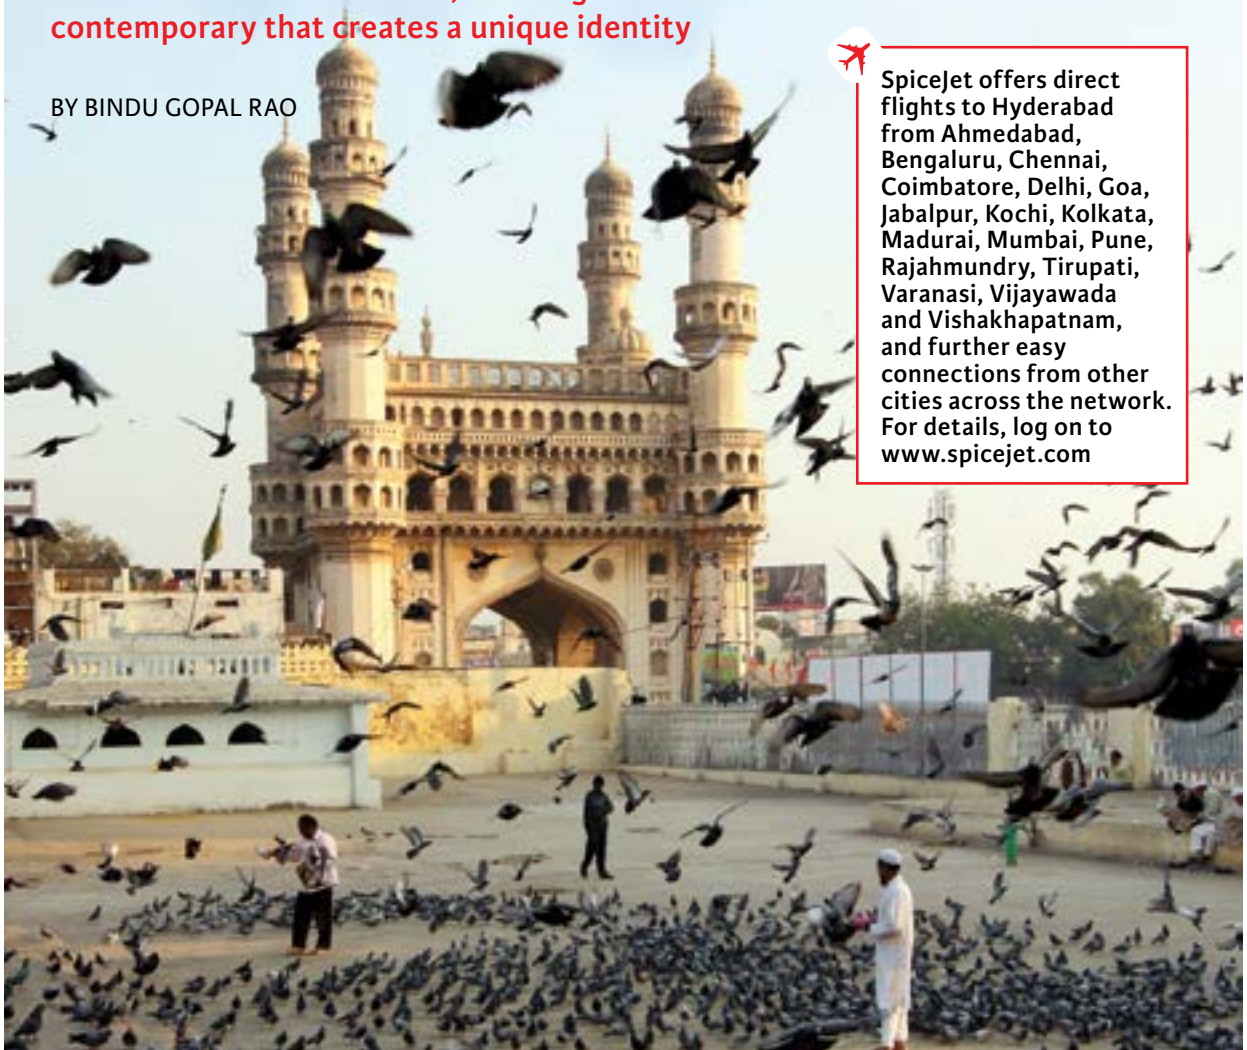 contemporary that creates a unique identity
BY BINDU GOPAL RAO
SpiceJet offers direct
flights to Hyderabad
from Ahmedabad,
Bengaluru, Chennai,
Coimbatore, Delhi, Goa,
Jabalpur, Kochi, Kolkata,
Madurai, Mumbai, Pune,
Rajahmundry, Tirupati,
Varanasi, Vijayawada
and Vishakhapatnam,
and further easy
connections from other
cities across the network.
For details, log on to
www.spicejet.com